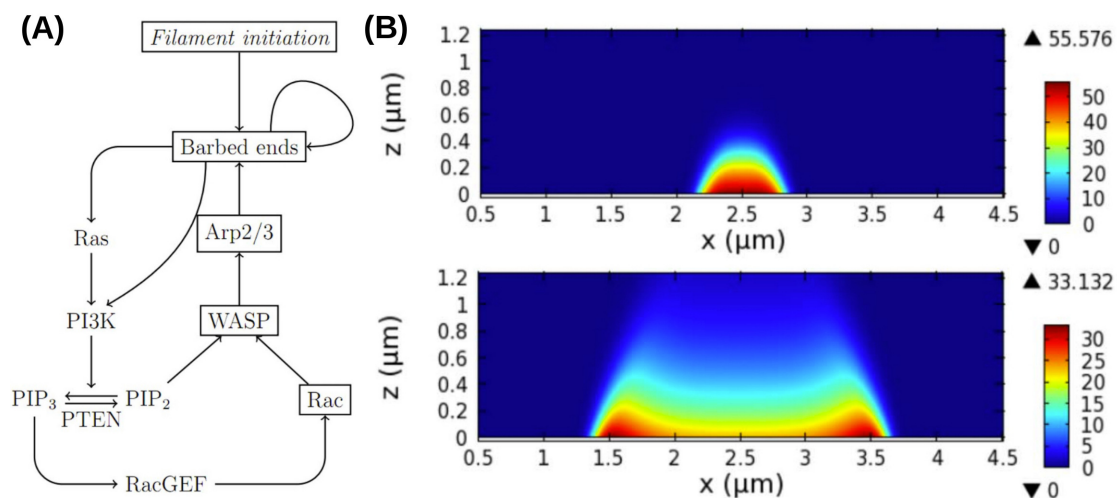 (A)
Filament initiation
Barbed ends
Ras
Arp2/3
PI3K
WASP
PIP3 PIP2
PTEN
Rac
RacGEF
(B)
1.2
1
0.8
0.6
0.4
0.2
0
z (µm)
0.5 1 1.5 2 2.5 3 3.5 4 4.5
x (µm)
▲ 55.576
50
40
30
20
10
0
▼ 0
1.2
1
0.8
0.6
0.4
0.2
0
z (µm)
0.5 1 1.5 2 2.5 3 3.5 4 4.5
x (µm)
▲ 33.132
30
25
20
15
10
5
0
▼ 0